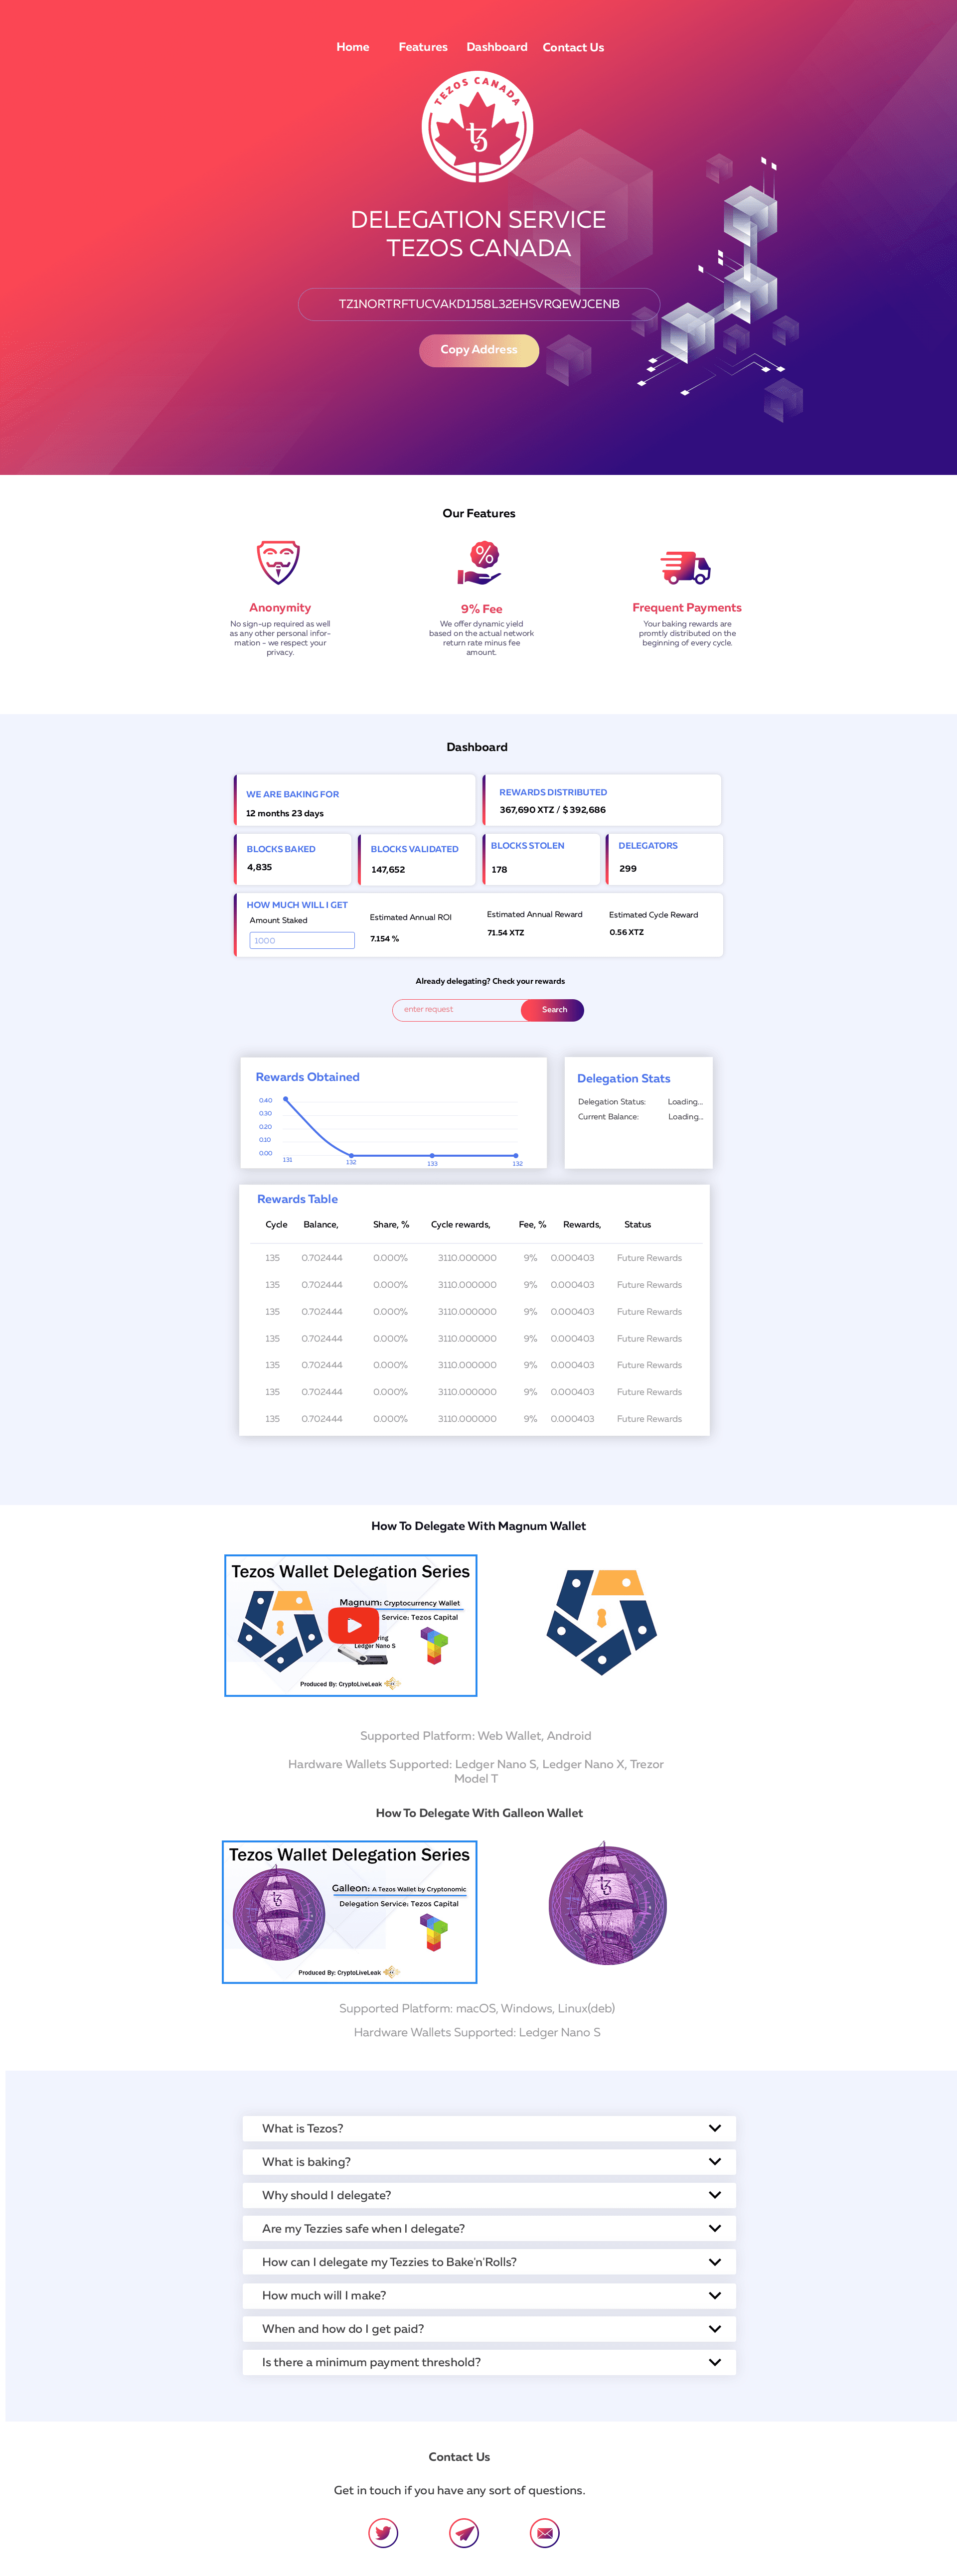 Home Features Dashboard Contact Us
TEZOS CANADA
DELEGATION SERVICE
TEZOS CANADA
TZ1NORTRFTUCVAKD1J58L32EHSVRQEWJCENB
Copy Address
Our Features
Anonymity
No sign-up required as well
as any other personal infor-
mation - we respect your
privacy.
9% Fee
We offer dynamic yield
based on the actual network
return rate minus fee
amount.
Frequent Payments
Your baking rewards are
promtly distributed on the
beginning of every cycle.
Dashboard
WE ARE BAKING FOR
12 months 23 days
REWARDS DISTRIBUTED
367,690 XTZ / $ 392,686
BLOCKS BAKED
4,835
BLOCKS VALIDATED
147,652
BLOCKS STOLEN
178
DELEGATORS
299
HOW MUCH WILL I GET
Amount Staked
1000
Estimated Annual ROI
7.154 %
Estimated Annual Reward
71.54 XTZ
Estimated Cycle Reward
0.56 XTZ
Already delegating? Check your rewards
enter request Search
Rewards Obtained
0.40
0.30
0.20
0.10
0.00
131 132 133 132
Delegation Stats
Delegation Status: Loading...
Current Balance: Loading...
Rewards Table
Cycle Balance, Share, % Cycle rewards, Fee, % Rewards, Status
135 0.702444 0.000% 3110.000000 9% 0.000403 Future Rewards
135 0.702444 0.000% 3110.000000 9% 0.000403 Future Rewards
135 0.702444 0.000% 3110.000000 9% 0.000403 Future Rewards
135 0.702444 0.000% 3110.000000 9% 0.000403 Future Rewards
135 0.702444 0.000% 3110.000000 9% 0.000403 Future Rewards
135 0.702444 0.000% 3110.000000 9% 0.000403 Future Rewards
135 0.702444 0.000% 3110.000000 9% 0.000403 Future Rewards
How To Delegate With Magnum Wallet
Tezos Wallet Delegation Series
Magnum: Cryptocurrency Wallet
Service: Tezos Capital
Ledger Nano S
Produced By: CryptoLiveLeak
Supported Platform: Web Wallet, Android
Hardware Wallets Supported: Ledger Nano S, Ledger Nano X, Trezor
Model T
How To Delegate With Galleon Wallet
Tezos Wallet Delegation Series
Galleon: A Tezos Wallet by Cryptonomic
Delegation Service: Tezos Capital
Produced By: CryptoLiveLeak
Supported Platform: macOS, Windows, Linux(deb)
Hardware Wallets Supported: Ledger Nano S
What is Tezos?
What is baking?
Why should I delegate?
Are my Tezzies safe when I delegate?
How can I delegate my Tezzies to Bake'n'Rolls?
How much will I make?
When and how do I get paid?
Is there a minimum payment threshold?
Contact Us
Get in touch if you have any sort of questions.